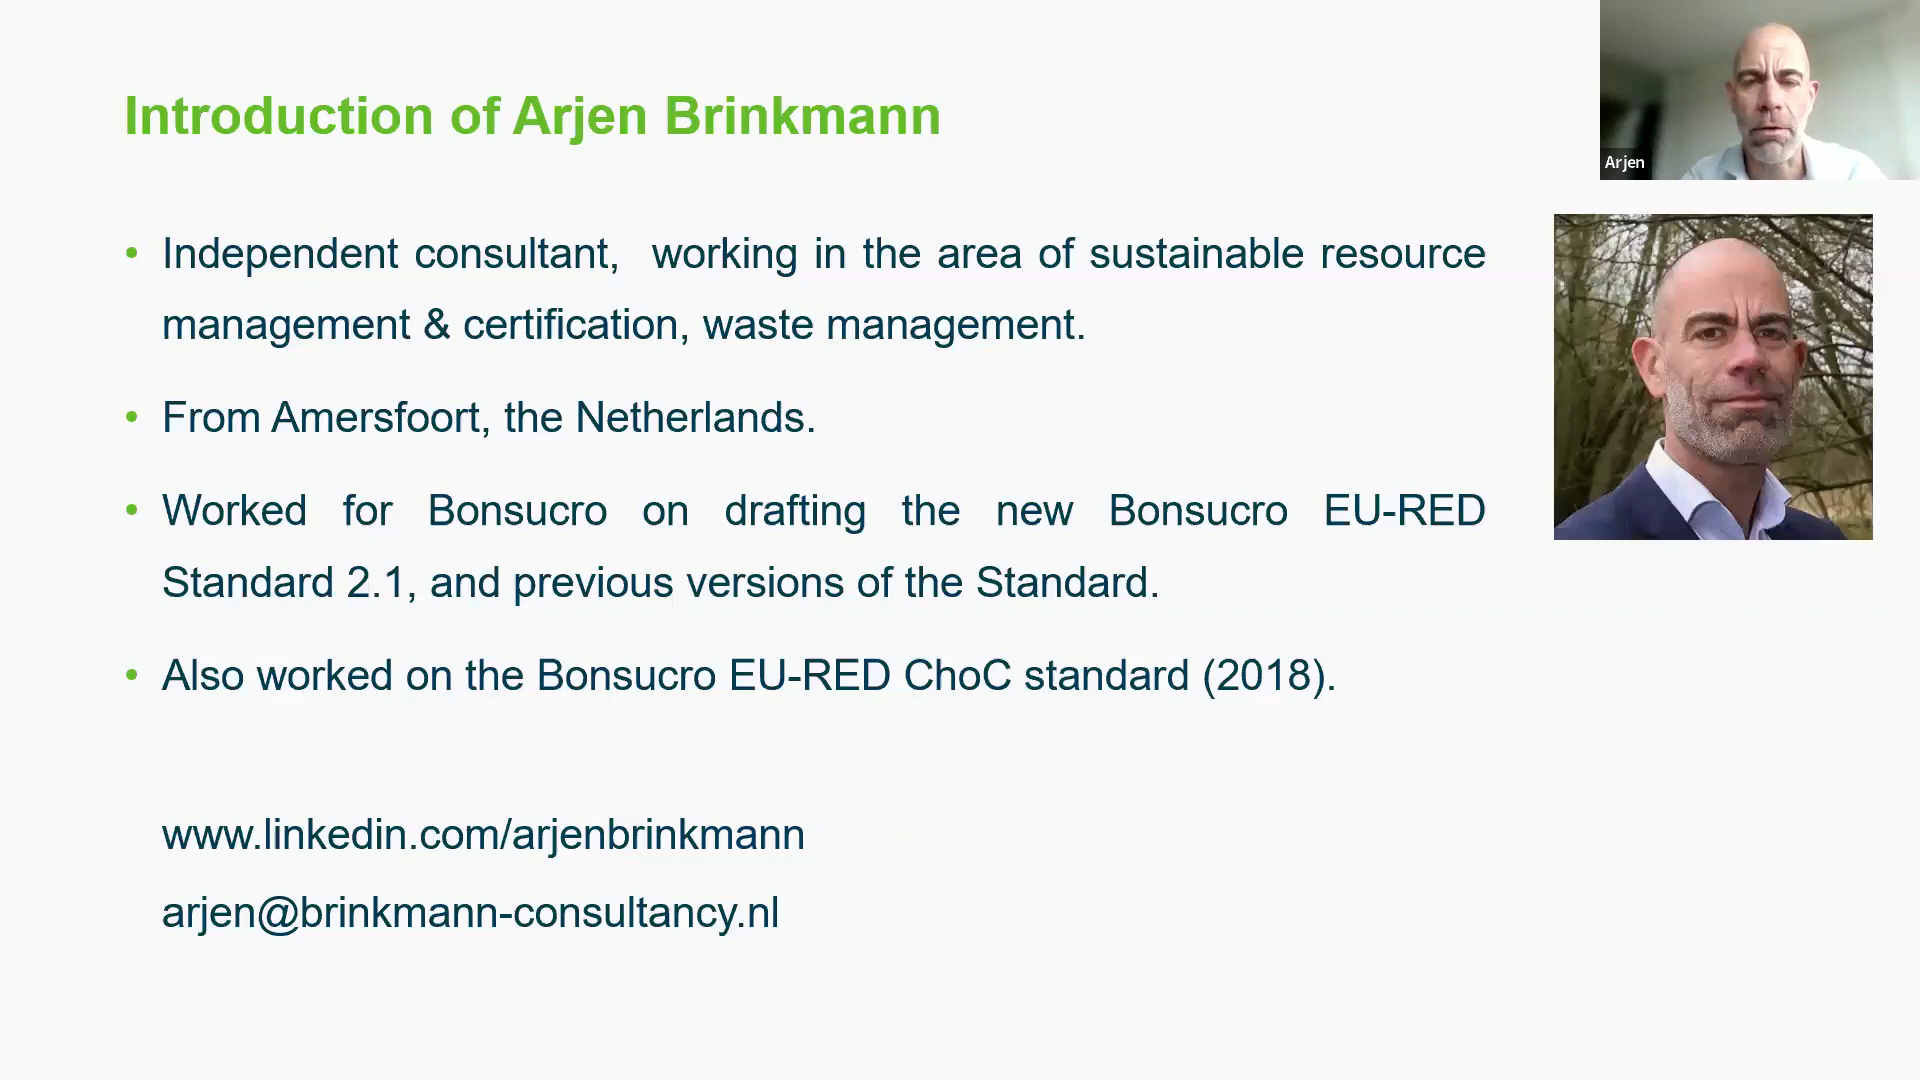 Introduction of Arjen Brinkmann
Arjen
• Independent consultant,  working in the area of sustainable resource
management & certification, waste management.
• From Amersfoort, the Netherlands.
• Worked for Bonsucro on drafting the new Bonsucro EU-RED
Standard 2.1, and previous versions of the Standard.
• Also worked on the Bonsucro EU-RED ChoC standard (2018).
www.linkedin.com/arjenbrinkmann
arjen@brinkmann-consultancy.nl